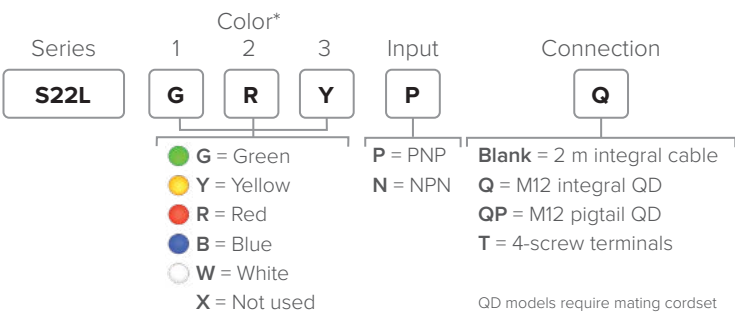 Color*
Series 1 2 3 Input Connection
S22L G R Y P Q
G = Green P = PNP Blank = 2 m integral cable
Y = Yellow N = NPN Q = M12 integral QD
R = Red QP = M12 pigtail QD
B = Blue T = 4-screw terminals
W = White
X = Not used QD models require mating cordset